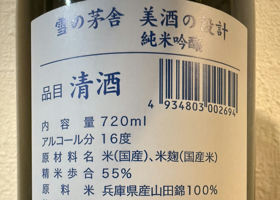 雪の茅舎 美酒の設計
純米吟醸
品目 清酒
4934803002694
内容量 720ml
アルコール分 16度
原材料名 米(国産)、米麹(国産米)
精米歩合 55%
原料米 兵庫県産山田錦100%